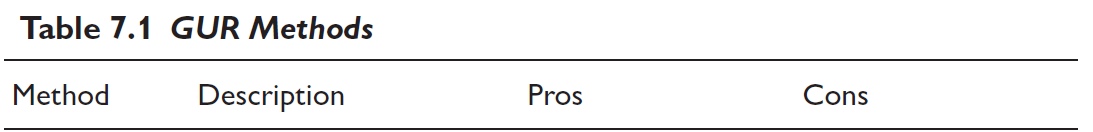 Table 7.1 GUR Methods
Method Description Pros Cons